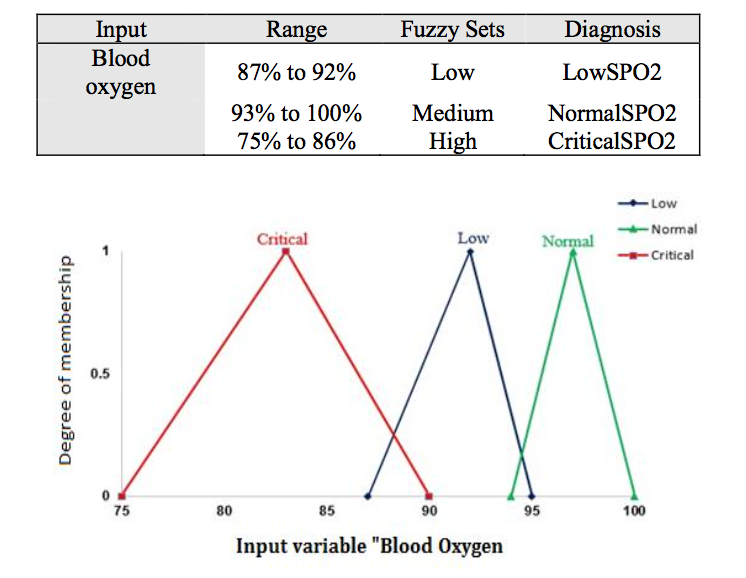 Input Range Fuzzy Sets Diagnosis
Blood oxygen 87% to 92% Low LowSPO2
93% to 100% Medium NormalSPO2
75% to 86% High CriticalSPO2
Low
Normal
Critical
Critical Low Normal
Degree of membership
1
0.5
0
75 80 85 90 95 100
Input variable "Blood Oxygen